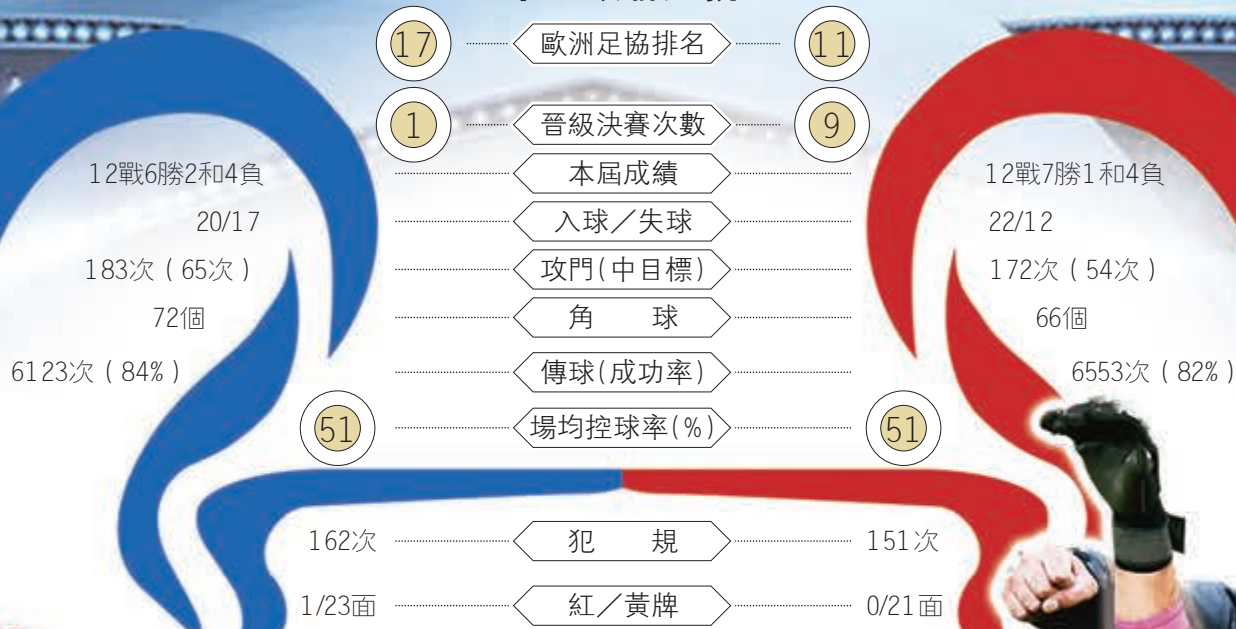 17 歐洲足協排名 11
1 晉級決賽次數 9
12戰6勝2和4負 本屆成績 12戰7勝1和4負
20/17 入球／失球 22/12
183次（65次） 攻門(中目標) 172次（54次）
72個 角 球 66個
6123次（84%） 傳球(成功率) 6553次（82%）
51 場均控球率(%) 51
162次 犯 規 151次
1/23面 紅／黃牌 0/21面